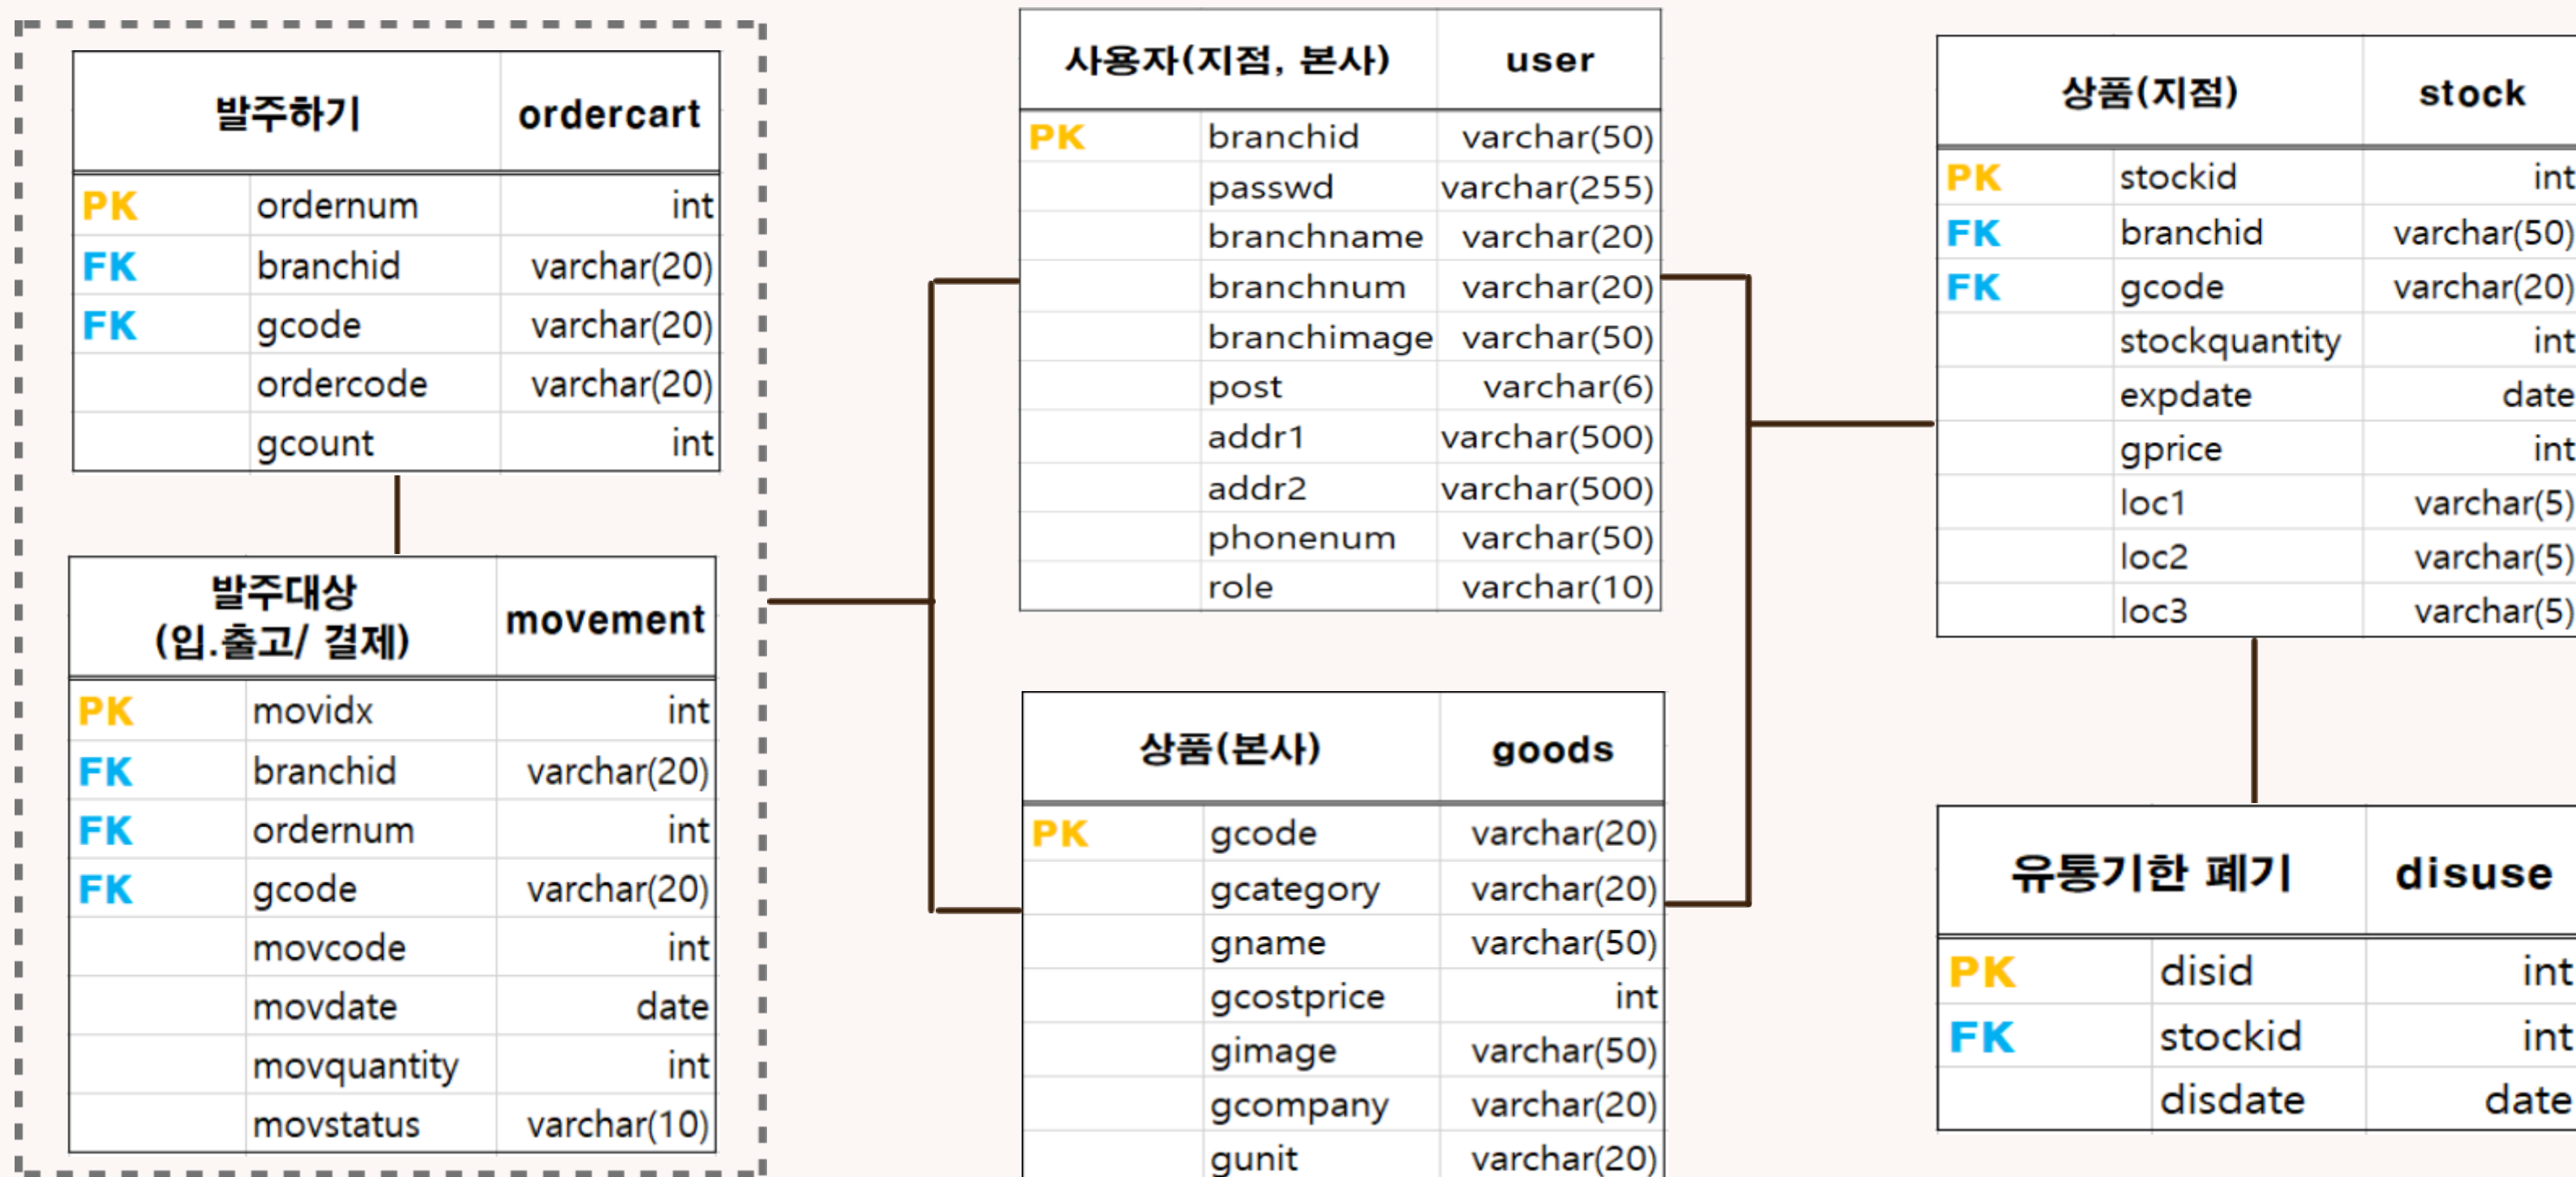 발주하기 ordercart
PK ordernum int
FK branchid varchar(20)
FK gcode varchar(20)
ordercode varchar(20)
gcount int
발주대상
(입.출고/ 결제) movement
PK movidx int
FK branchid varchar(20)
FK ordernum int
FK gcode varchar(20)
movcode int
movdate date
movquantity int
movstatus varchar(10)
사용자(지점, 본사) user
PK branchid varchar(50)
passwd varchar(255)
branchname varchar(20)
branchnum varchar(20)
branchimage varchar(50)
post varchar(6)
addr1 varchar(500)
addr2 varchar(500)
phonenum varchar(50)
role varchar(10)
상품(본사) goods
PK gcode varchar(20)
gcategory varchar(20)
gname varchar(50)
gcostprice int
gimage varchar(50)
gcompany varchar(20)
gunit varchar(20)
상품(지점) stock
PK stockid int
FK branchid varchar(50)
FK gcode varchar(20)
stockquantity int
expdate date
gprice int
loc1 varchar(5)
loc2 varchar(5)
loc3 varchar(5)
유통기한 폐기 disuse
PK disid int
FK stockid int
disdate date